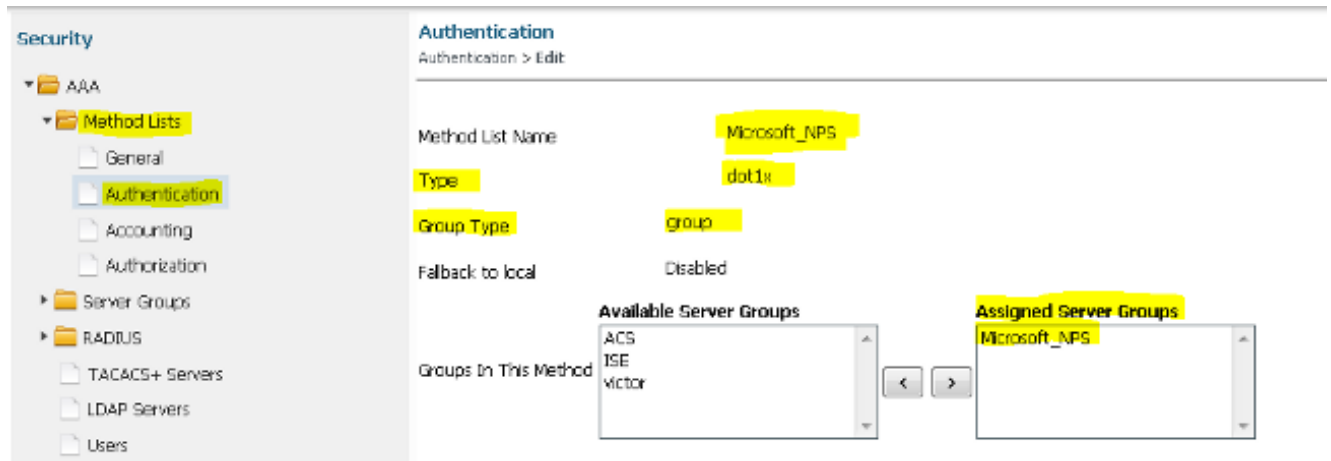 Security
AAA
Method Lists
General
Authentication
Accounting
Authorization
Server Groups
RADIUS
TACACS+ Servers
LDAP Servers
Users
Authentication
Authentication > Edit
Method List Name Microsoft_NPS
Type dot1x
Group Type group
Fallback to local Disabled
Available Server Groups Assigned Server Groups
Groups In This Method
ACS
ISE
victor
< >
Microsoft_NPS